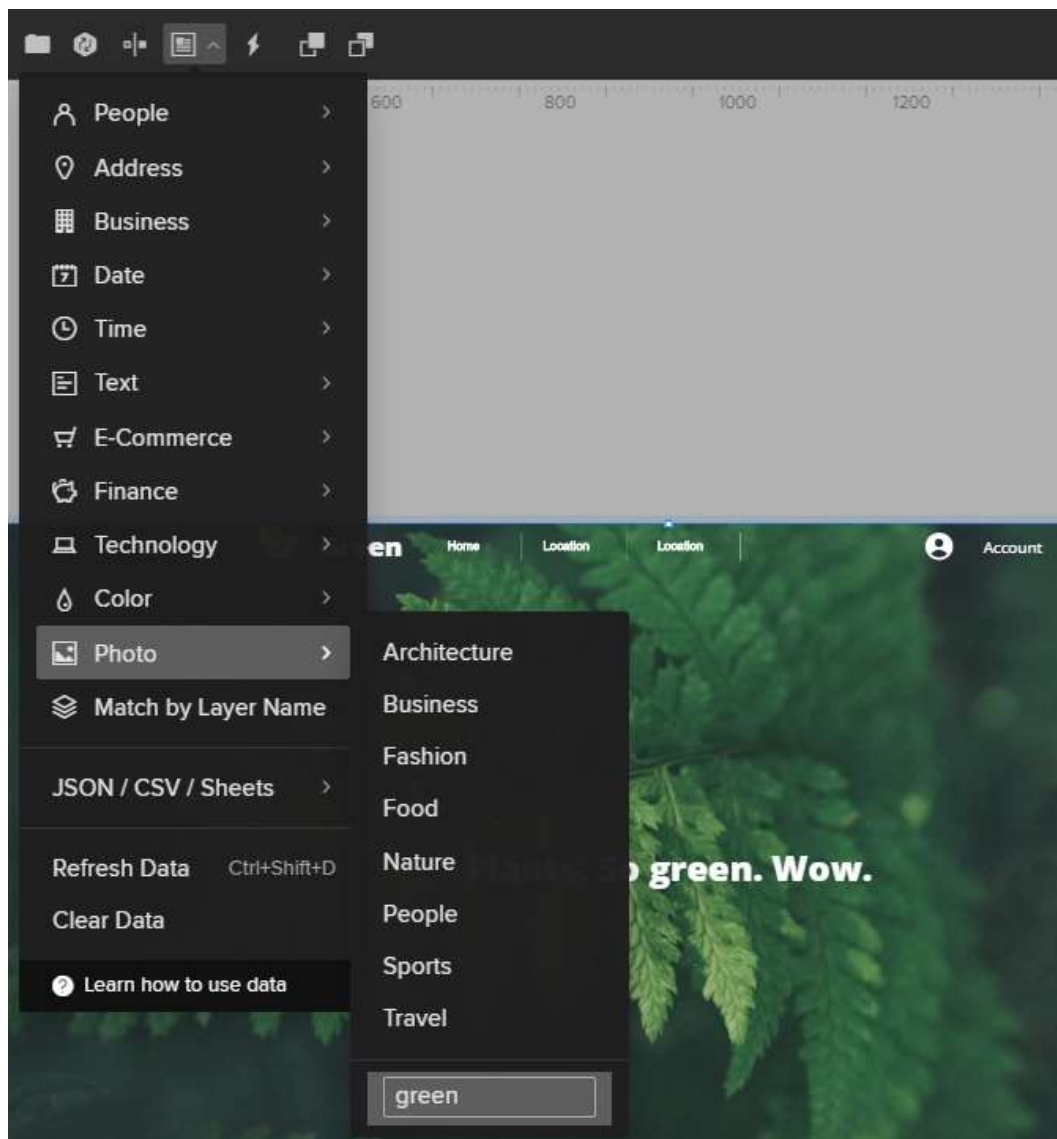 600 800 1000 1200
People
Address
Business
7
Date
Time
Text
E-Commerce
Finance
Technology
Color
Photo
Match by Layer Name
JSON / CSV / Sheets
Refresh Data Ctrl+Shift+D
Clear Data
Learn how to use data
Architecture
Business
Fashion
Food
Nature
People
Sports
Travel
green
Home Location Location Account
green. Wow.